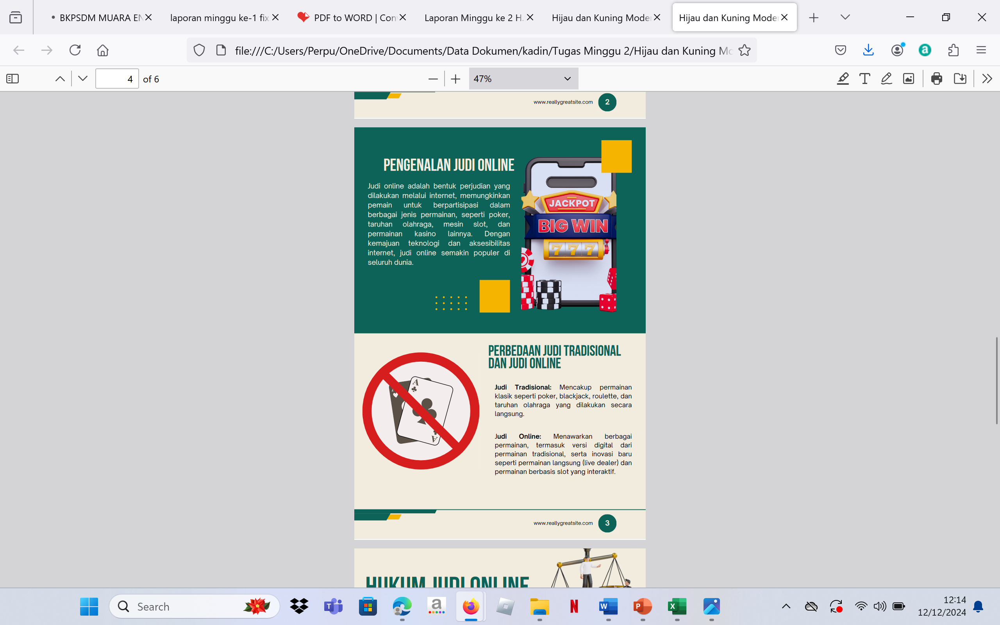 BKPSDM MUARA EN
laporan minggu ke-1 fix
PDF to WORD | Con
Laporan Minggu ke 2 H.
Hijau dan Kuning Moder
Hijau dan Kuning Moder
file:///C:/Users/Perpu/OneDrive/Documents/Data Dokumen/kadin/Tugas Minggu 2/Hijau dan Kuning Mo
4 of 6
47%
www.reallygreatsite.com 2
PENGENALAN JUDI ONLINE
Judi online adalah bentuk perjudian yang
dilakukan melalui internet, memungkinkan
pemain untuk berpartisipasi dalam
berbagai jenis permainan, seperti poker,
taruhan olahraga, mesin slot, dan
permainan kasino lainnya. Dengan
kemajuan teknologi dan aksesibilitas
internet, judi online semakin populer di
seluruh dunia.
JACKPOT
BIG WIN
777
PERBEDAAN JUDI TRADISIONAL
DAN JUDI ONLINE
A
A
A
Judi Tradisional: Mencakup permainan
klasik seperti poker, blackjack, roulette, dan
taruhan olahraga yang dilakukan secara
langsung.
Judi Online: Menawarkan berbagai
permainan, termasuk versi digital dari
permainan tradisional, serta inovasi baru
seperti permainan langsung (live dealer) dan
permainan berbasis slot yang interaktif.
www.reallygreatsite.com 3
HUKUM JUDI ONLINE
Search
12:14
12/12/2024